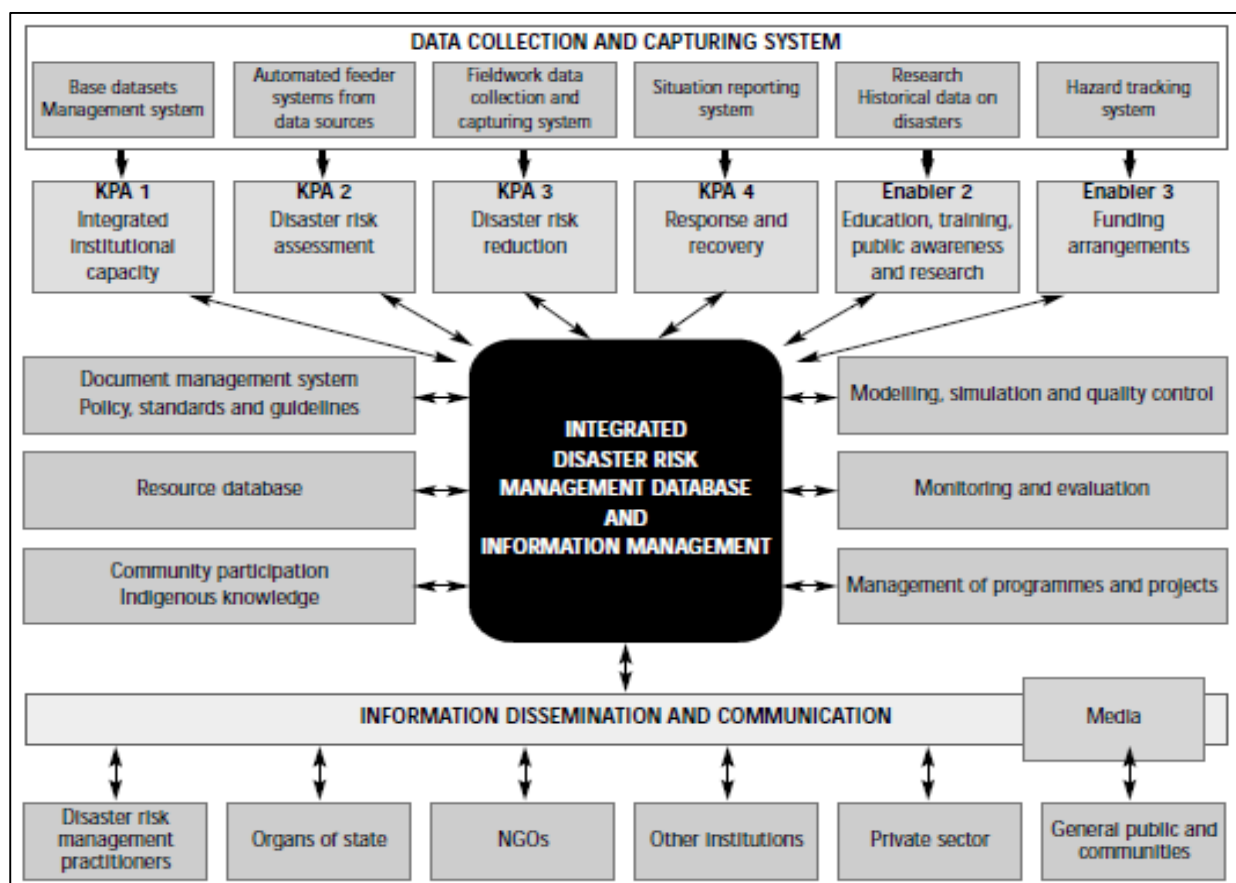 DATA COLLECTION AND CAPTURING SYSTEM
Base datasets
Management system
Automated feeder
systems from
data sources
Fieldwork data
collection and
capturing system
Situation reporting
system
Research
Historical data on
disasters
Hazard tracking
system
KPA 1
Integrated
institutional
capacity
KPA 2
Disaster risk
assessment
KPA 3
Disaster risk
reduction
KPA 4
Response and
recovery
Enabler 2
Education, training,
public awareness
and research
Enabler 3
Funding
arrangements
Document management system
Policy, standards and guidelines
Resource database
Community participation
Indigenous knowledge
INTEGRATED
DISASTER RISK
MANAGEMENT DATABASE
AND
INFORMATION MANAGEMENT
Modelling, simulation and quality control
Monitoring and evaluation
Management of programmes and projects
INFORMATION DISSEMINATION AND COMMUNICATION
Media
Disaster risk
management
practitioners
Organs of state
NGOs
Other institutions
Private sector
General public and
communities